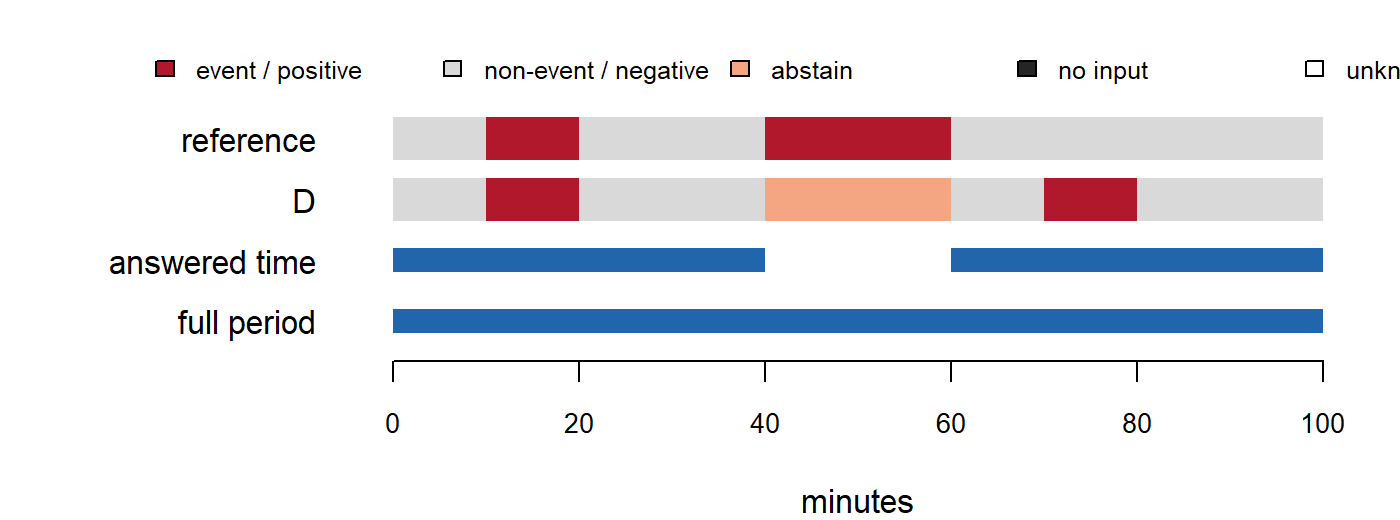 event / positive non-event / negative abstain no input unkn
reference
D
answered time
full period
0 20 40 60 80 100
minutes